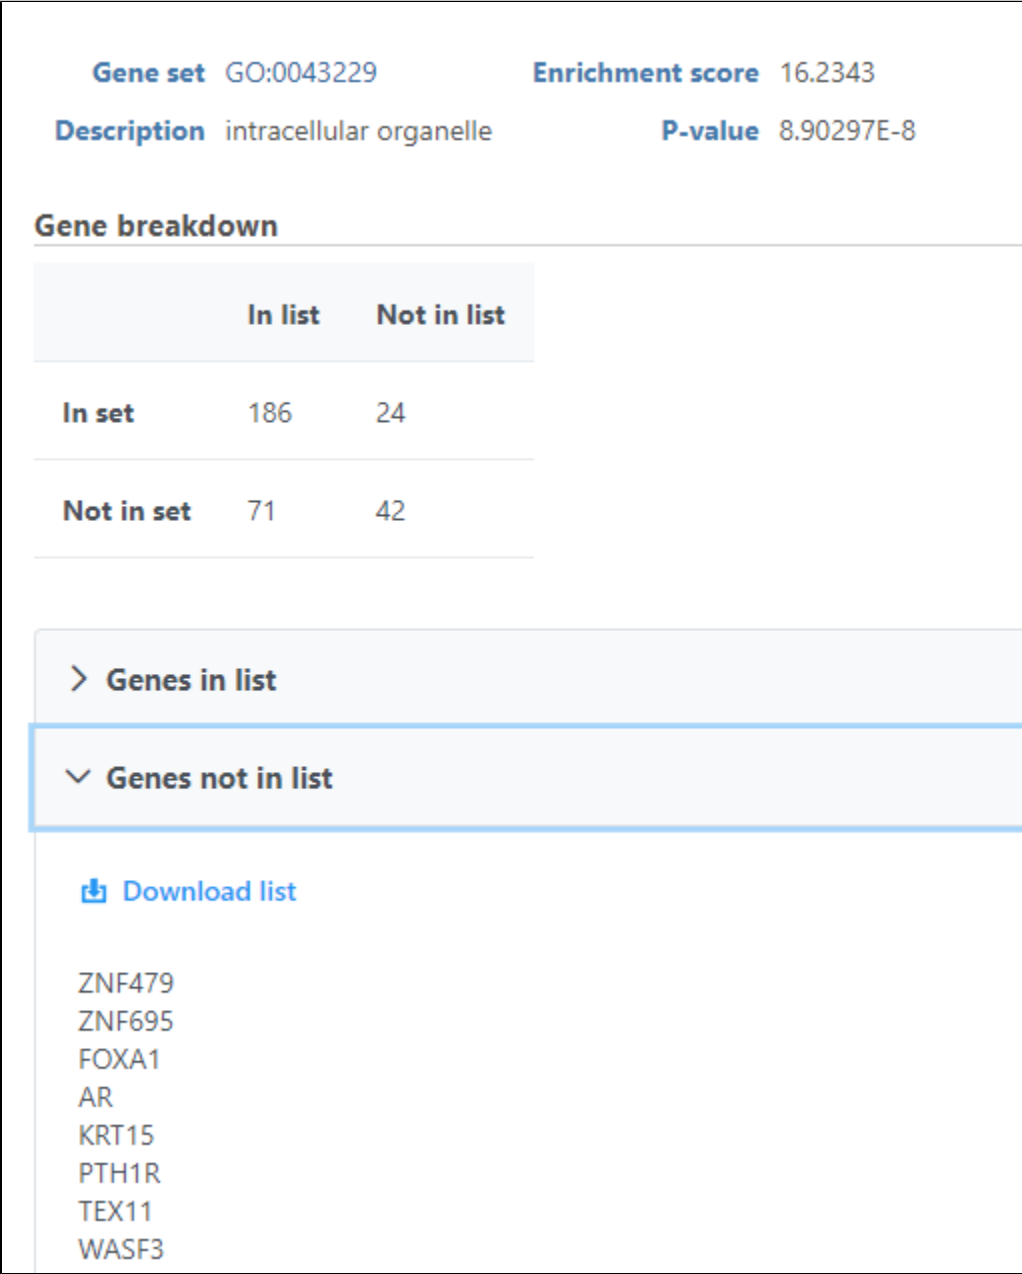 Gene set GO:0043229 Enrichment score 16.2343
Description intracellular organelle P-value 8.90297E-8
Gene breakdown
In list Not in list
In set 186 24
Not in set 71 42
Genes in list
Genes not in list
Download list
ZNF479
ZNF695
FOXA1
AR
KRT15
PTH1R
TEX11
WASF3